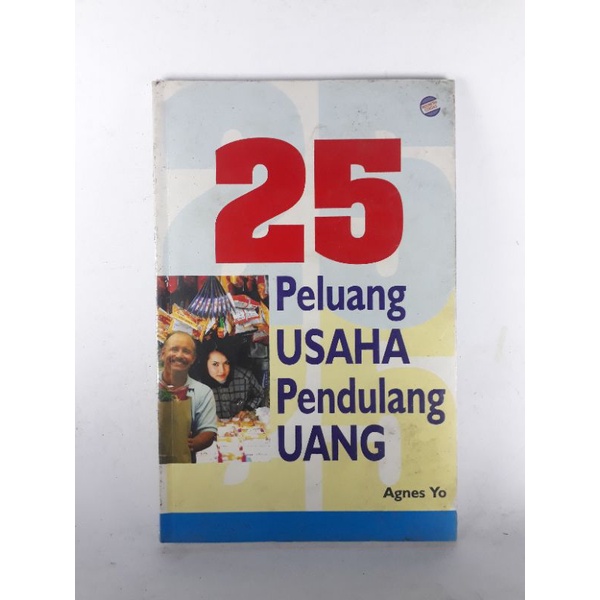 25
Peluang
USAHA
Pendulang
UANG
Agnes Yo